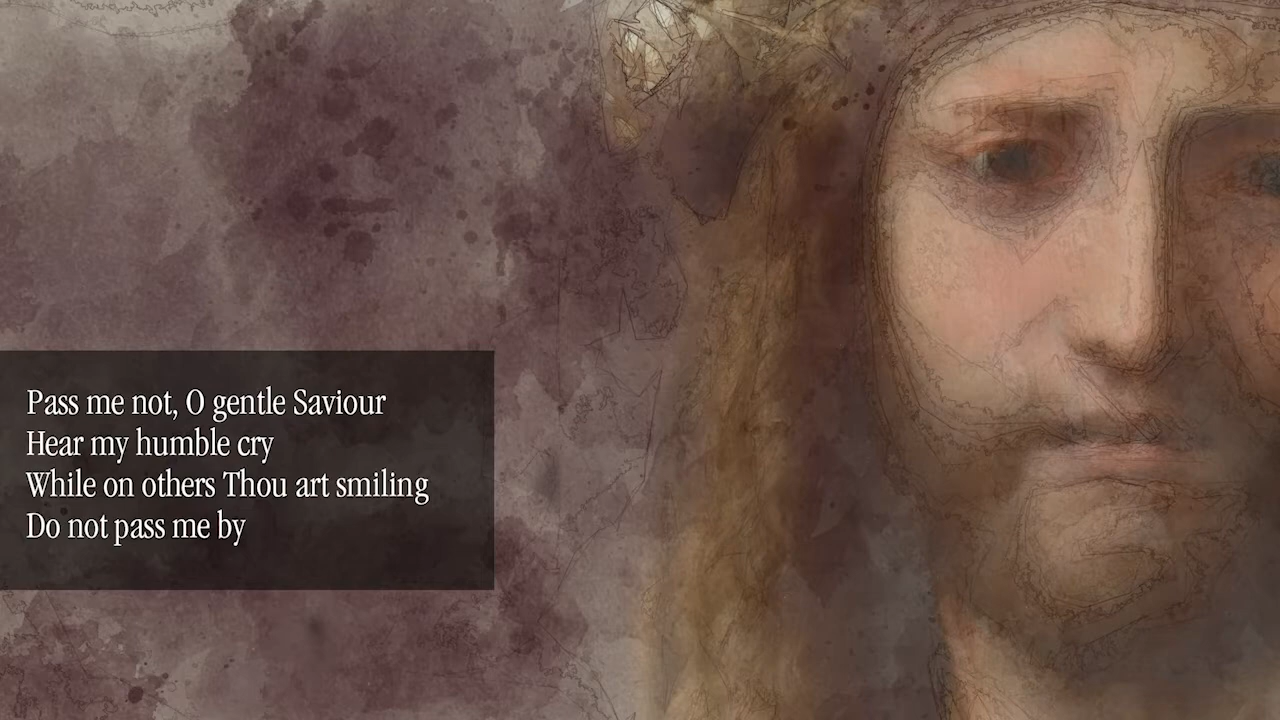 Pass me not, O gentle Saviour
Hear my humble cry
While on others Thou art smiling
Do not pass me by